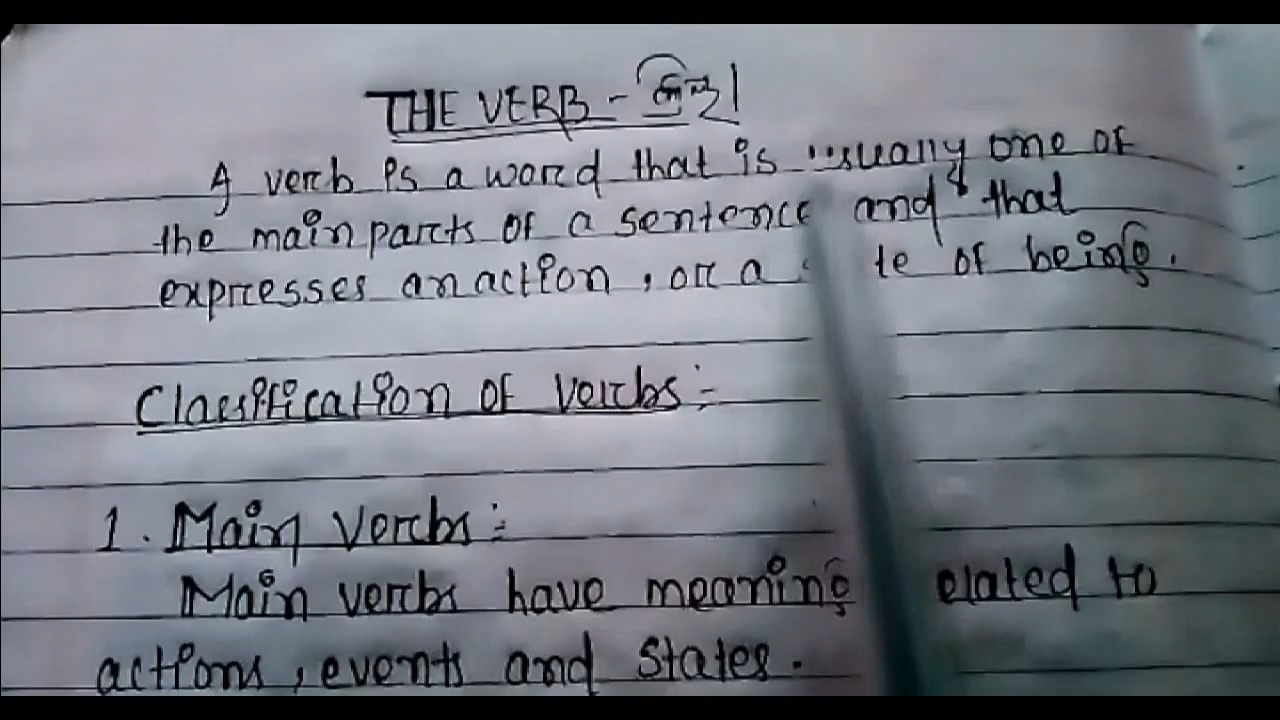 THE VERB - କ୍ରିୟା
A verb is a word that is usually one of
the main parts of a sentence and that
expresses an action, or a te of being.
Classification of Verbs:-
1. Main Verbs:-
Main verbs have meaning elated to
actions, events and states.